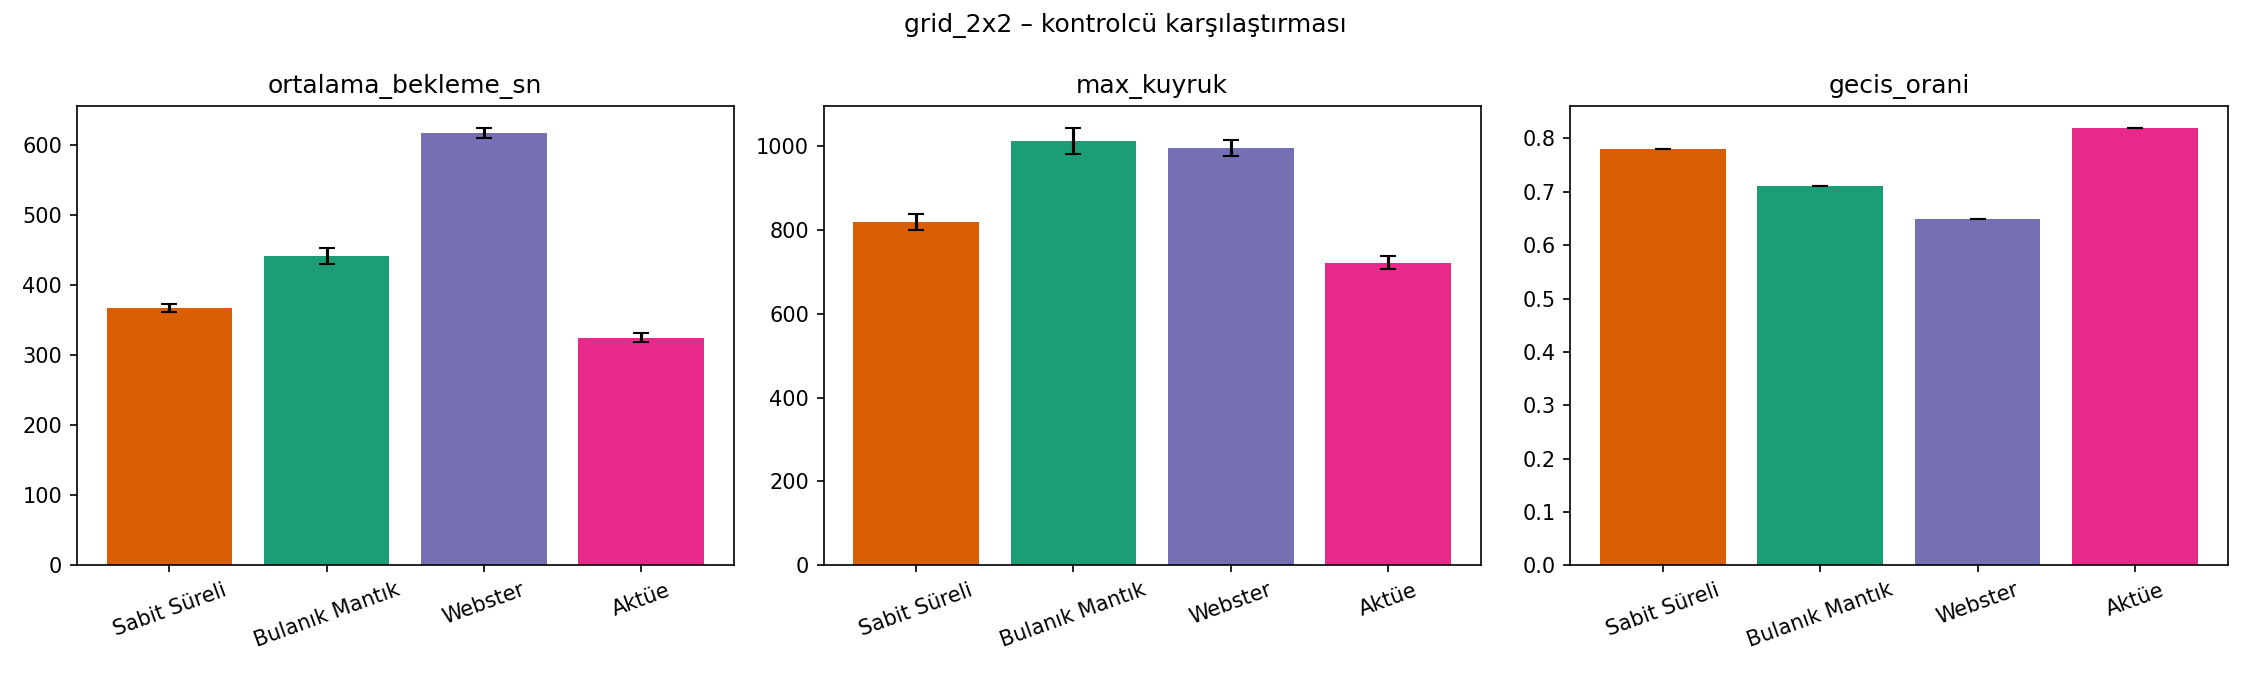 grid_2x2 – kontrolcü karşılaştırması
ortalama_bekleme_sn
600
500
400
300
200
100
0
Sabit Süreli
Bulanık Mantık
Webster
Aktüe
max_kuyruk
1000
800
600
400
200
0
Sabit Süreli
Bulanık Mantık
Webster
Aktüe
gecis_orani
0.8
0.7
0.6
0.5
0.4
0.3
0.2
0.1
0.0
Sabit Süreli
Bulanık Mantık
Webster
Aktüe